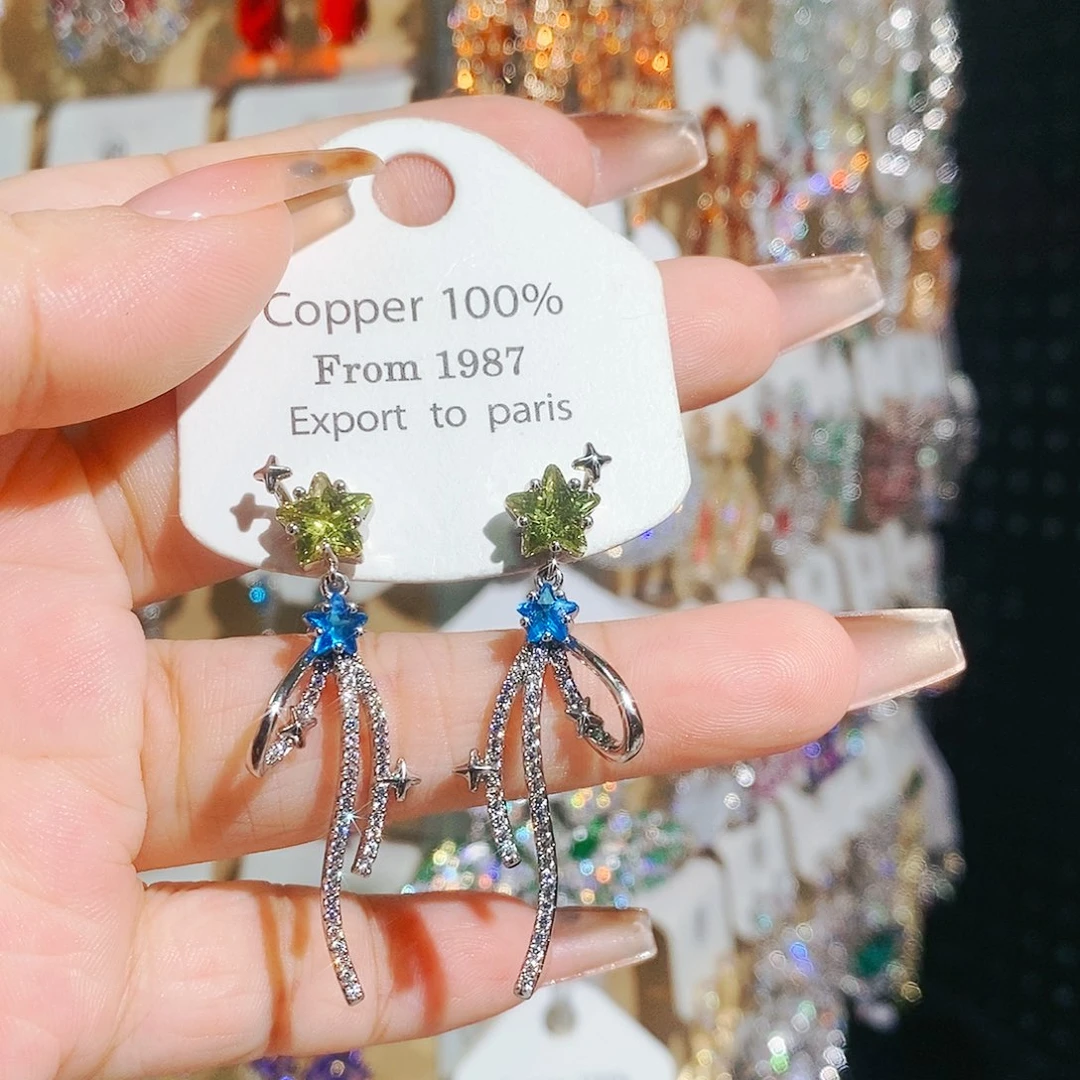 Copper 100%
From 1987
Export to paris